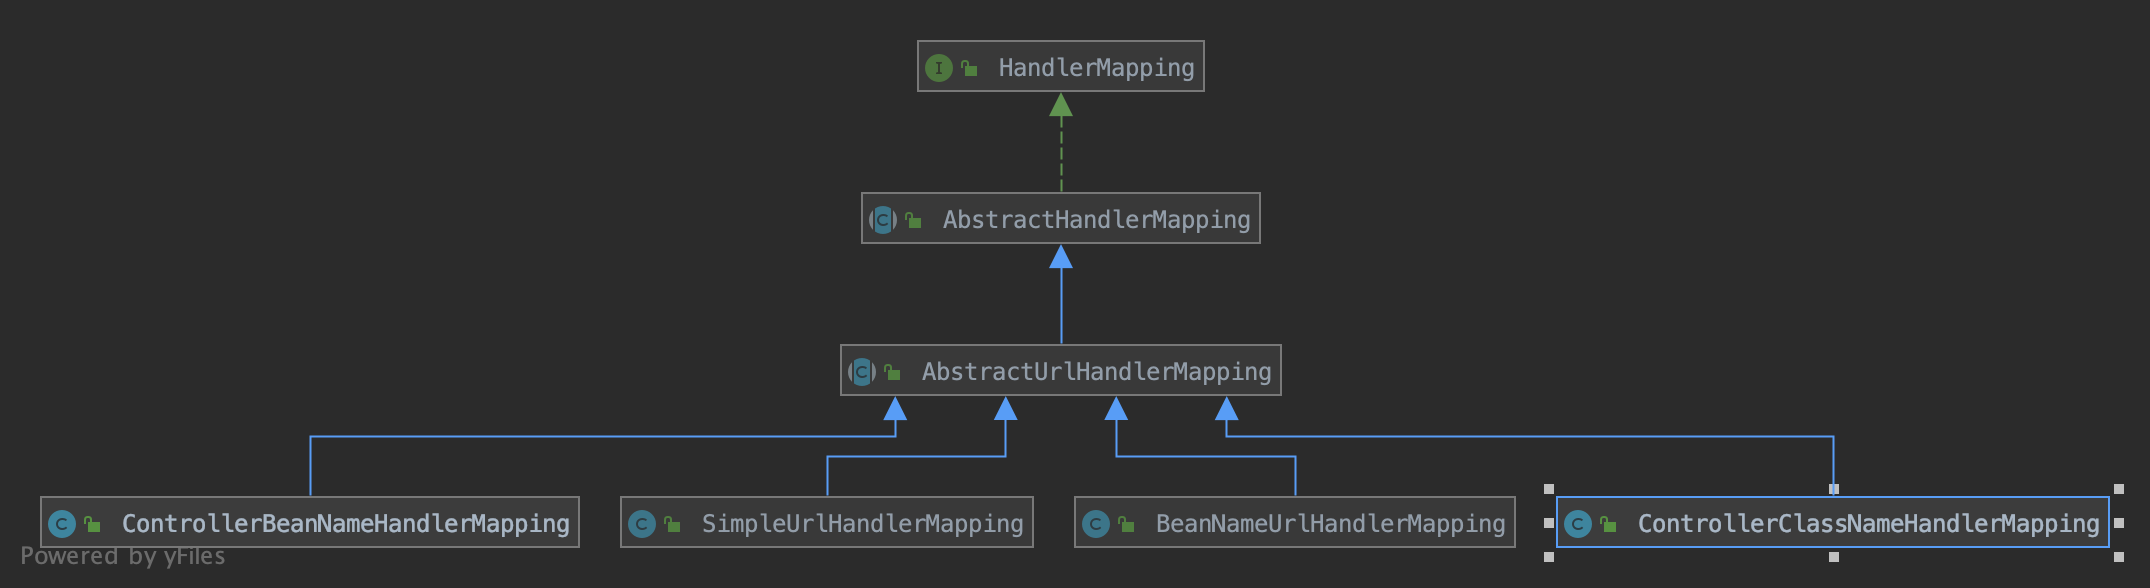 I HandlerMapping
C AbstractHandlerMapping
C AbstractUrlHandlerMapping
C ControllerBeanNameHandlerMapping
C SimpleUrlHandlerMapping
C BeanNameUrlHandlerMapping
C ControllerClassNameHandlerMapping
Powered by yFiles